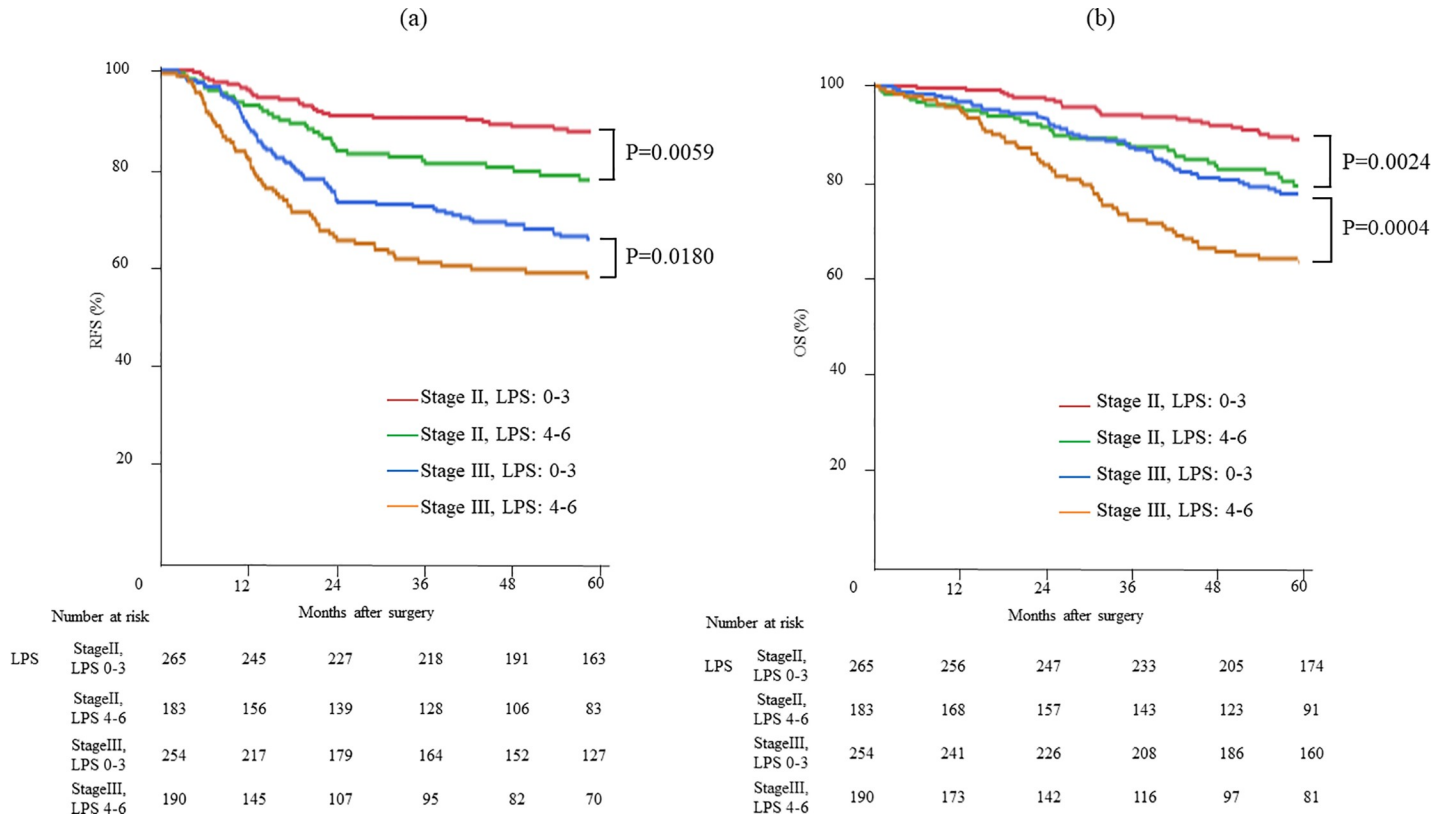 (a)
100
80
60
40
20
0
RFS (%)
P=0.0059
P=0.0180
Stage II, LPS: 0-3
Stage II, LPS: 4-6
Stage III, LPS: 0-3
Stage III, LPS: 4-6
12 24 36 48 60
Months after surgery
Number at risk
LPS
StageII,
LPS 0-3
265 245 227 218 191 163
StageII,
LPS 4-6
183 156 139 128 106 83
StageIII,
LPS 0-3
254 217 179 164 152 127
StageIII,
LPS 4-6
190 145 107 95 82 70
(b)
100
80
60
40
20
0
OS (%)
P=0.0024
P=0.0004
Stage II, LPS: 0-3
Stage II, LPS: 4-6
Stage III, LPS: 0-3
Stage III, LPS: 4-6
12 24 36 48 60
Months after surgery
Number at risk
LPS
StageII,
LPS 0-3
265 256 247 233 205 174
StageII,
LPS 4-6
183 168 157 143 123 91
StageIII,
LPS 0-3
254 241 226 208 186 160
StageIII,
LPS 4-6
190 173 142 116 97 81